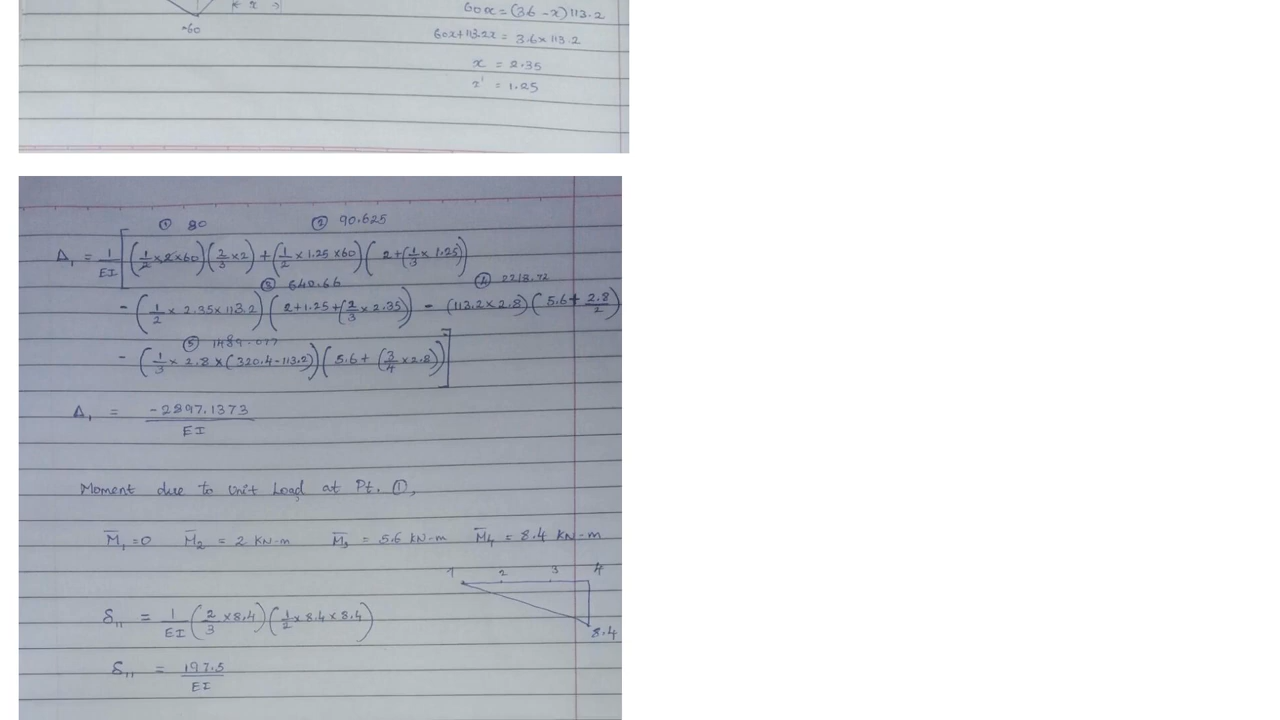 x
-60
60x = (3.6 - x) 113.2
60x + 113.2x = 3.6 × 113.2
x = 2.35
x' = 1.25
① 80 ② 90.625
Δ₁ = 1/EI [ (1/2 × 2 × 60) (2/3 × 2) + (1/2 × 1.25 × 60) ( 2 + (1/3 × 1.25) )
③ 640.66 ④ 2218.72
- (1/2 × 2.35 × 113.2) ( 2 + 1.25 + (2/3 × 2.35) ) - (113.2 × 2.8) ( 5.6 + 2.8/2 )
⑤ 1489.077
- (1/3 × 2.8 × (320.4 - 113.2)) ( 5.6 + (3/4 × 2.8) ) ]
Δ₁ = -2897.1373 / EI
Moment due to Unit Load at Pt. ①,
M̄₁ = 0 M̄₂ = 2 KN-m M̄₃ = 5.6 KN-m M̄₄ = 8.4 KN-m
1 2 3 4
δ₁₁ = 1/EI (2/3 × 8.4) (1/2 × 8.4 × 8.4)
8.4
δ₁₁ = 197.5 / EI